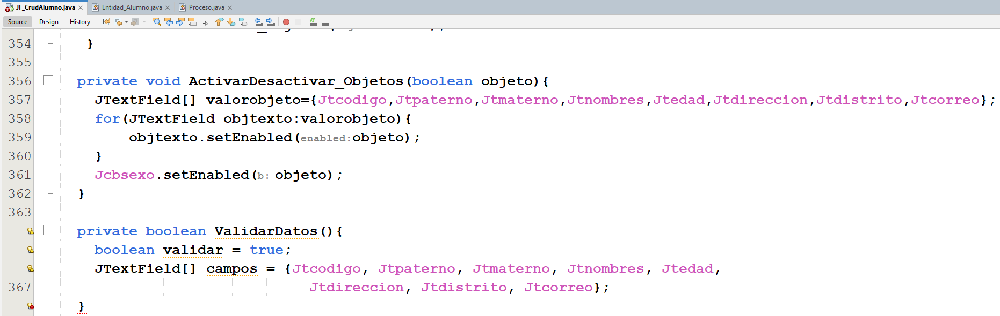 JF_CrudAlumno.java × Entidad_Alumno.java × Proceso.java ×
Source Design History
354 }
355
356 private void ActivarDesactivar_Objetos(boolean objeto){
357 JTextField[] valorobjeto={Jtcodigo,Jtpaterno,Jtmaterno,Jtnombres,Jtedad,Jtdireccion,Jtdistrito,Jtcorreo};
358 for(JTextField objtexto:valorobjeto){
359 objtexto.setEnabled(enabled:objeto);
360 }
361 Jcbsexo.setEnabled(b: objeto);
362 }
363
private boolean ValidarDatos(){
boolean validar = true;
JTextField[] campos = {Jtcodigo, Jtpaterno, Jtmaterno, Jtnombres, Jtedad,
367 Jtdireccion, Jtdistrito, Jtcorreo};
}